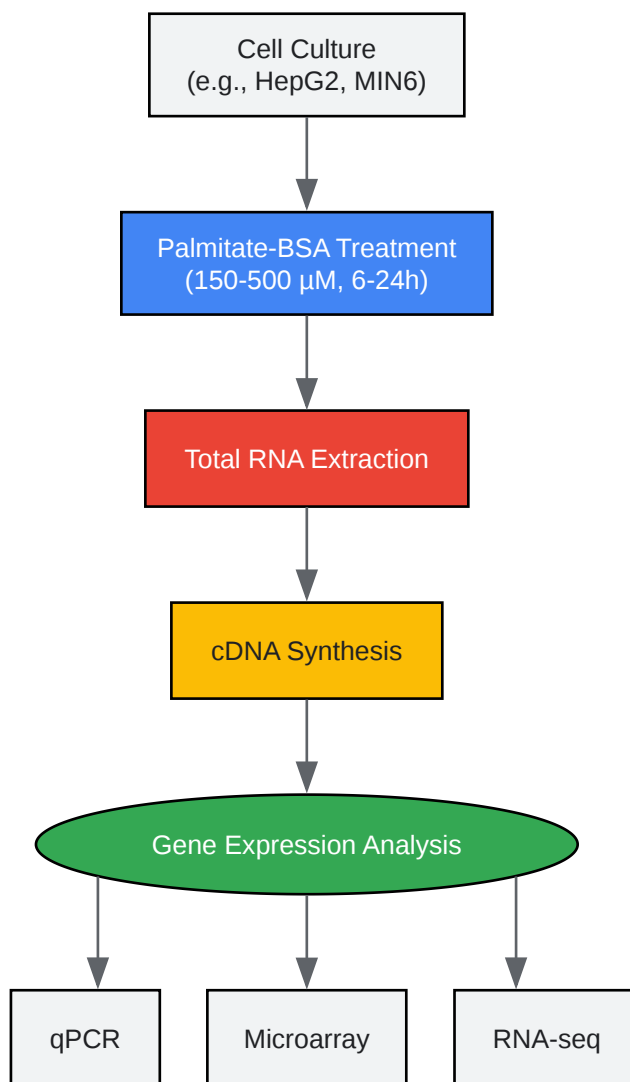 Cell Culture
(e.g., HepG2, MIN6)
Palmitate-BSA Treatment
(150-500 µM, 6-24h)
Total RNA Extraction
cDNA Synthesis
Gene Expression Analysis
qPCR
Microarray
RNA-seq